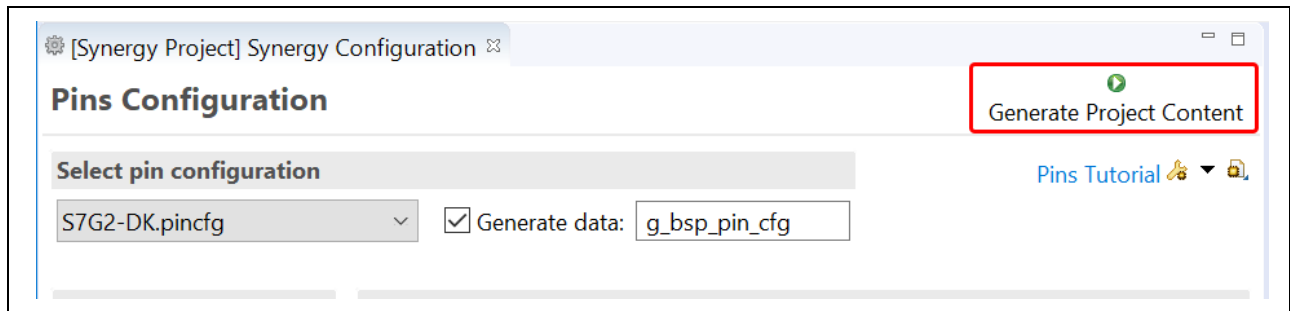 [Synergy Project] Synergy Configuration
Pins Configuration
Generate Project Content
Select pin configuration
Pins Tutorial
S7G2-DK.pincfg
Generate data:
g_bsp_pin_cfg